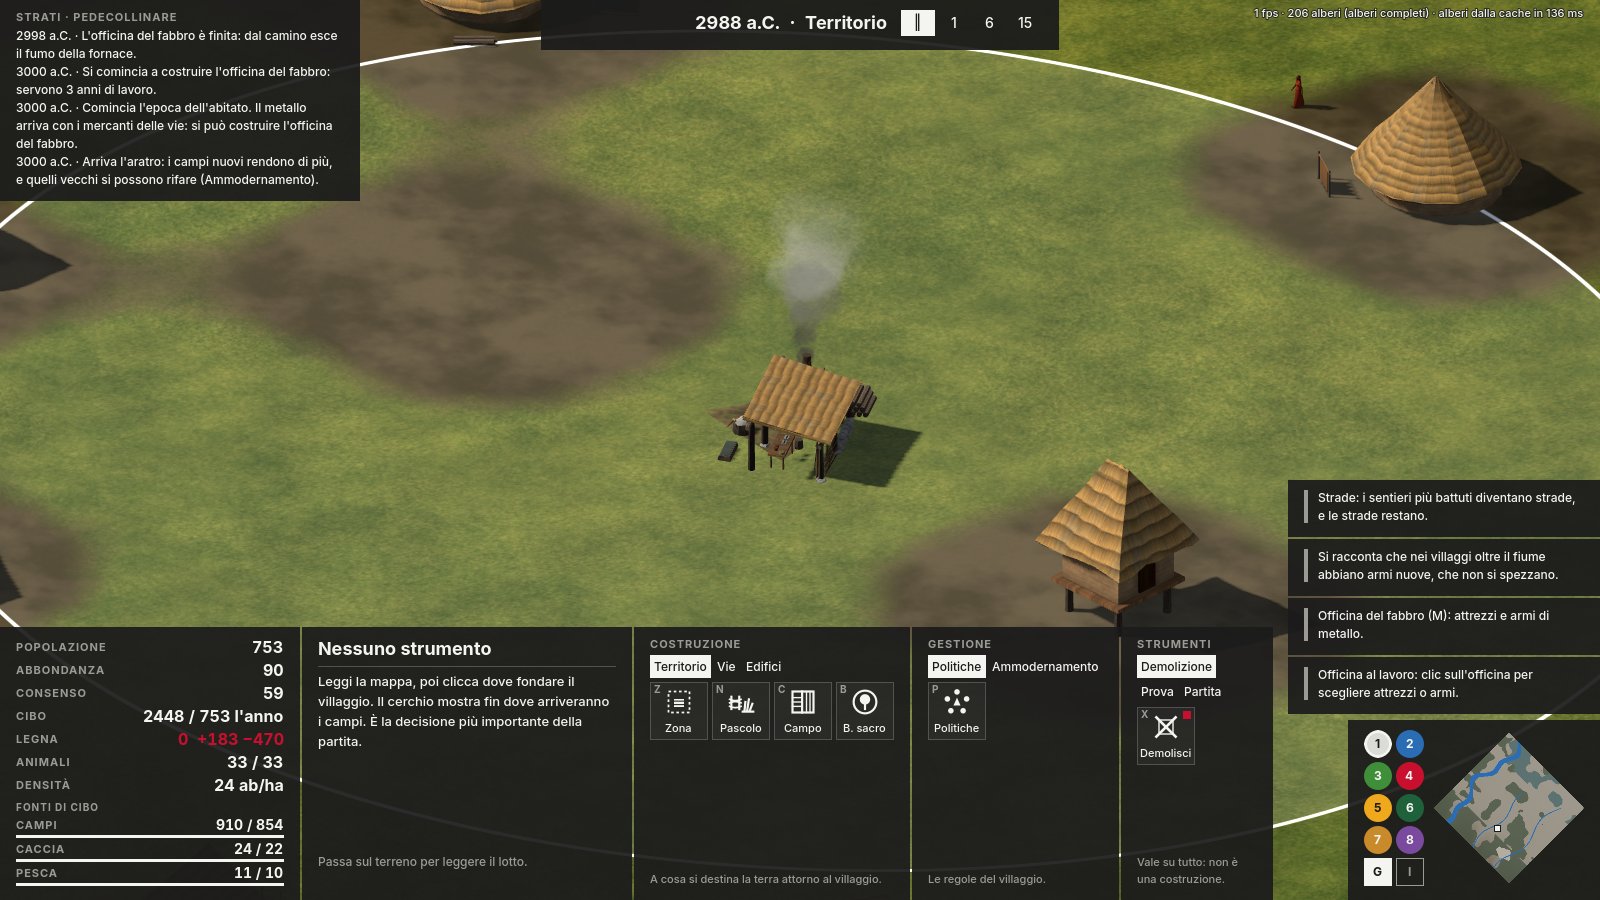 STRATI · PEDECOLLINARE
2998 a.C. · L'officina del fabbro è finita: dal camino esce
il fumo della fornace.
3000 a.C. · Si comincia a costruire l'officina del fabbro:
servono 3 anni di lavoro.
3000 a.C. · Comincia l'epoca dell'abitato. Il metallo
arriva con i mercanti delle vie: si può costruire l'officina
del fabbro.
3000 a.C. · Arriva l'aratro: i campi nuovi rendono di più,
e quelli vecchi si possono rifare (Ammodernamento).
2988 a.C. · Territorio ‖ 1 6 15
1 fps · 206 alberi (alberi completi) · alberi dalla cache in 136 ms
Strade: i sentieri più battuti diventano strade,
e le strade restano.
Si racconta che nei villaggi oltre il fiume
abbiano armi nuove, che non si spezzano.
Officina del fabbro (M): attrezzi e armi di
metallo.
Officina al lavoro: clic sull'officina per
scegliere attrezzi o armi.
POPOLAZIONE 753
ABBONDANZA 90
CONSENSO 59
CIBO 2448 / 753 l'anno
LEGNA 0 +183 −470
ANIMALI 33 / 33
DENSITÀ 24 ab/ha
FONTI DI CIBO
CAMPI 910 / 854
CACCIA 24 / 22
PESCA 11 / 10
Nessuno strumento
Leggi la mappa, poi clicca dove fondare il
villaggio. Il cerchio mostra fin dove arriveranno
i campi. È la decisione più importante della
partita.
Passa sul terreno per leggere il lotto.
COSTRUZIONE
Territorio Vie Edifici
Z N C B
Zona Pascolo Campo B. sacro
A cosa si destina la terra attorno al villaggio.
GESTIONE
Politiche Ammodernamento
P
Politiche
Le regole del villaggio.
STRUMENTI
Demolizione
Prova Partita
X
Demolisci
Vale su tutto: non è
una costruzione.
1 2
3 4
5 6
7 8
G I